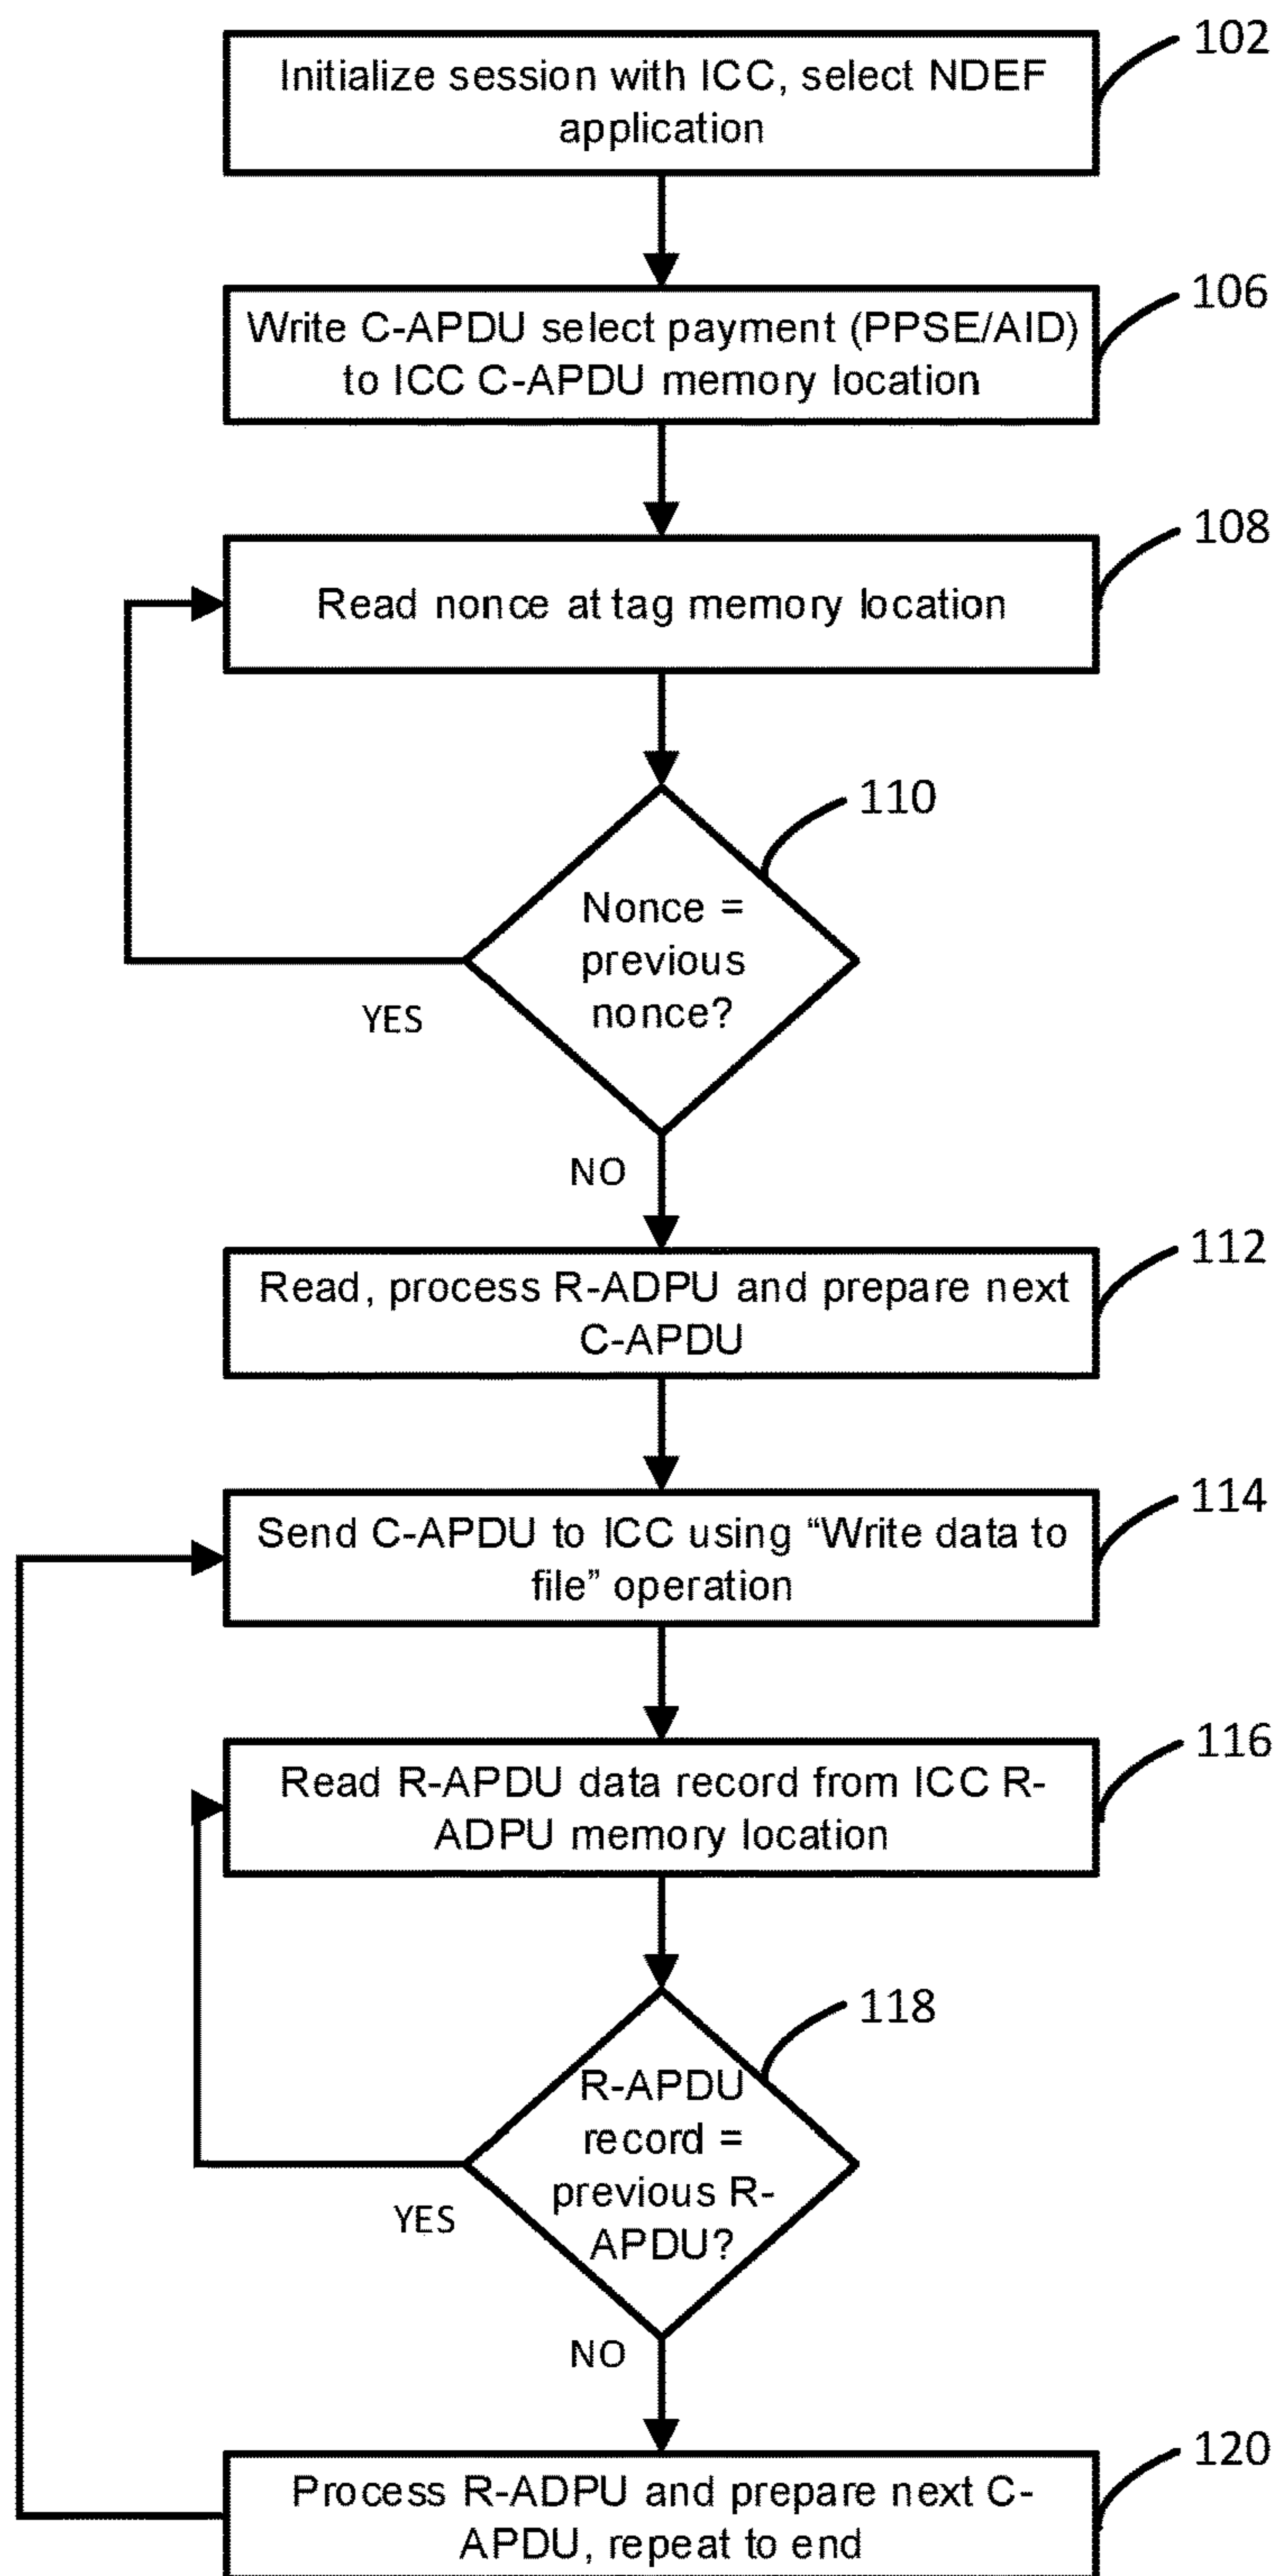 102
Initialize session with ICC, select NDEF
application
106
Write C-APDU select payment (PPSE/AID)
to ICC C-APDU memory location
108
Read nonce at tag memory location
110
Nonce =
previous
nonce?
YES
NO
112
Read, process R-ADPU and prepare next
C-APDU
114
Send C-APDU to ICC using “Write data to
file” operation
116
Read R-APDU data record from ICC R-
ADPU memory location
118
R-APDU
record =
previous R-
APDU?
YES
NO
120
Process R-ADPU and prepare next C-
APDU, repeat to end